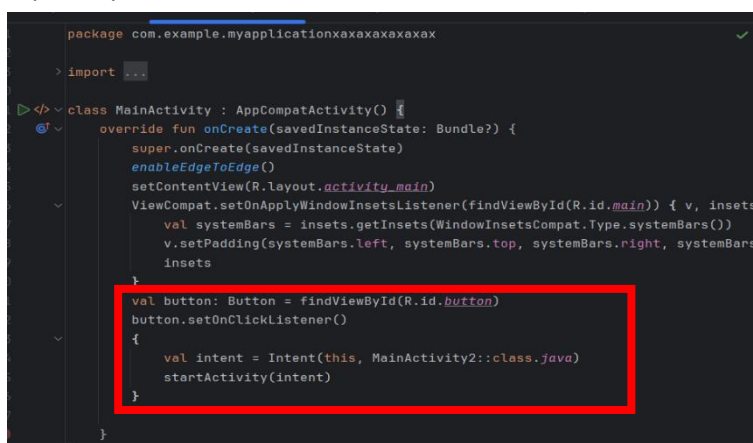 package com.example.myapplicationxaxaxaxaxax
import ...
class MainActivity : AppCompatActivity() {
override fun onCreate(savedInstanceState: Bundle?) {
super.onCreate(savedInstanceState)
enableEdgeToEdge()
setContentView(R.layout.activity_main)
ViewCompat.setOnApplyWindowInsetsListener(findViewById(R.id.main)) { v, insets
val systemBars = insets.getInsets(WindowInsetsCompat.Type.systemBars())
v.setPadding(systemBars.left, systemBars.top, systemBars.right, systemBars
insets
}
val button: Button = findViewById(R.id.button)
button.setOnClickListener()
{
val intent = Intent(this, MainActivity2::class.java)
startActivity(intent)
}
}